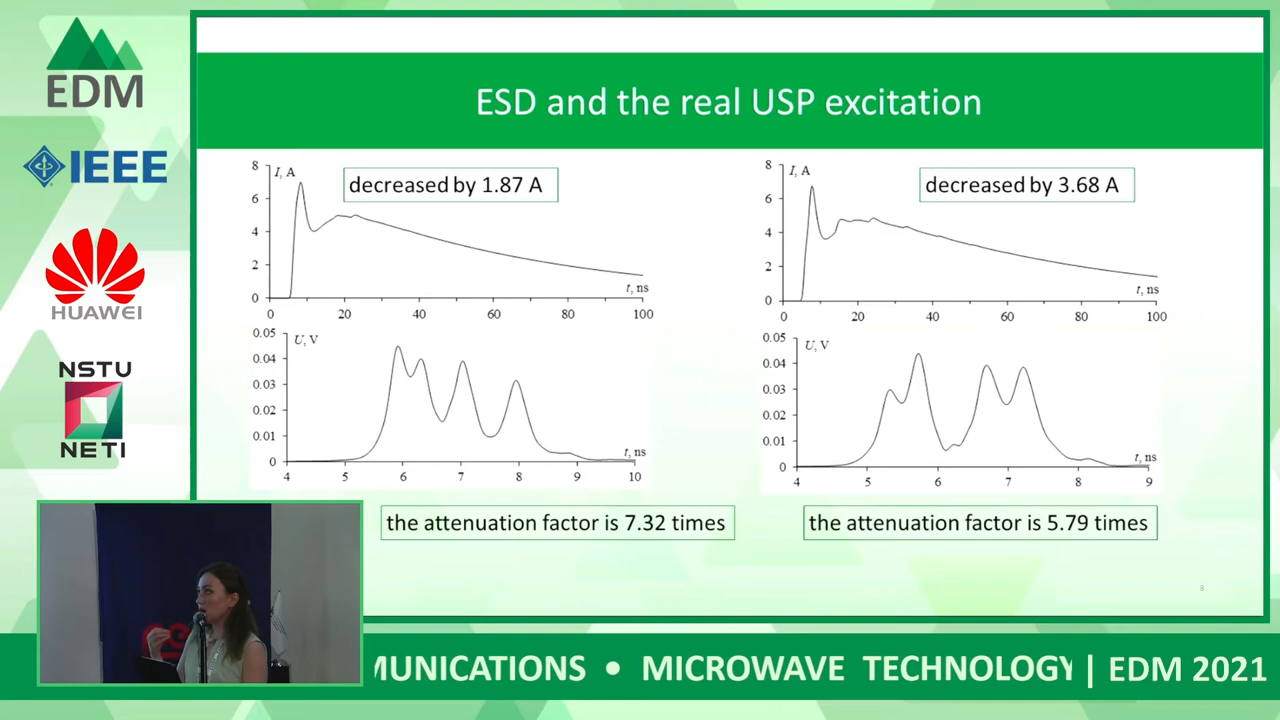 EDM
IEEE
HUAWEI
NSTU
NETI
ESD and the real USP excitation
8
6
4
2
0
I, A
decreased by 1.87 A
t, ns
0 20 40 60 80 100
8
6
4
2
0
I, A
decreased by 3.68 A
t, ns
0 20 40 60 80 100
0.05
0.04
0.03
0.02
0.01
0
U, V
t, ns
4 5 6 7 8 9 10
0.05
0.04
0.03
0.02
0.01
0
U, V
t, ns
4 5 6 7 8 9
the attenuation factor is 7.32 times
the attenuation factor is 5.79 times
8
MUNICATIONS • MICROWAVE TECHNOLOGY | EDM 2021